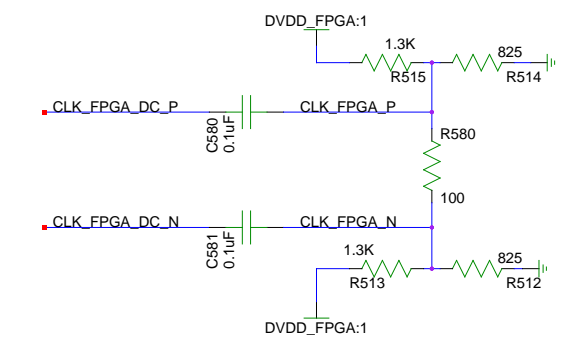 DVDD_FPGA:1
1.3K
825
R515
R514
CLK_FPGA_DC_P
CLK_FPGA_P
C580
0.1uF
R580
100
CLK_FPGA_DC_N
CLK_FPGA_N
C581
0.1uF
1.3K
825
R513
R512
DVDD_FPGA:1